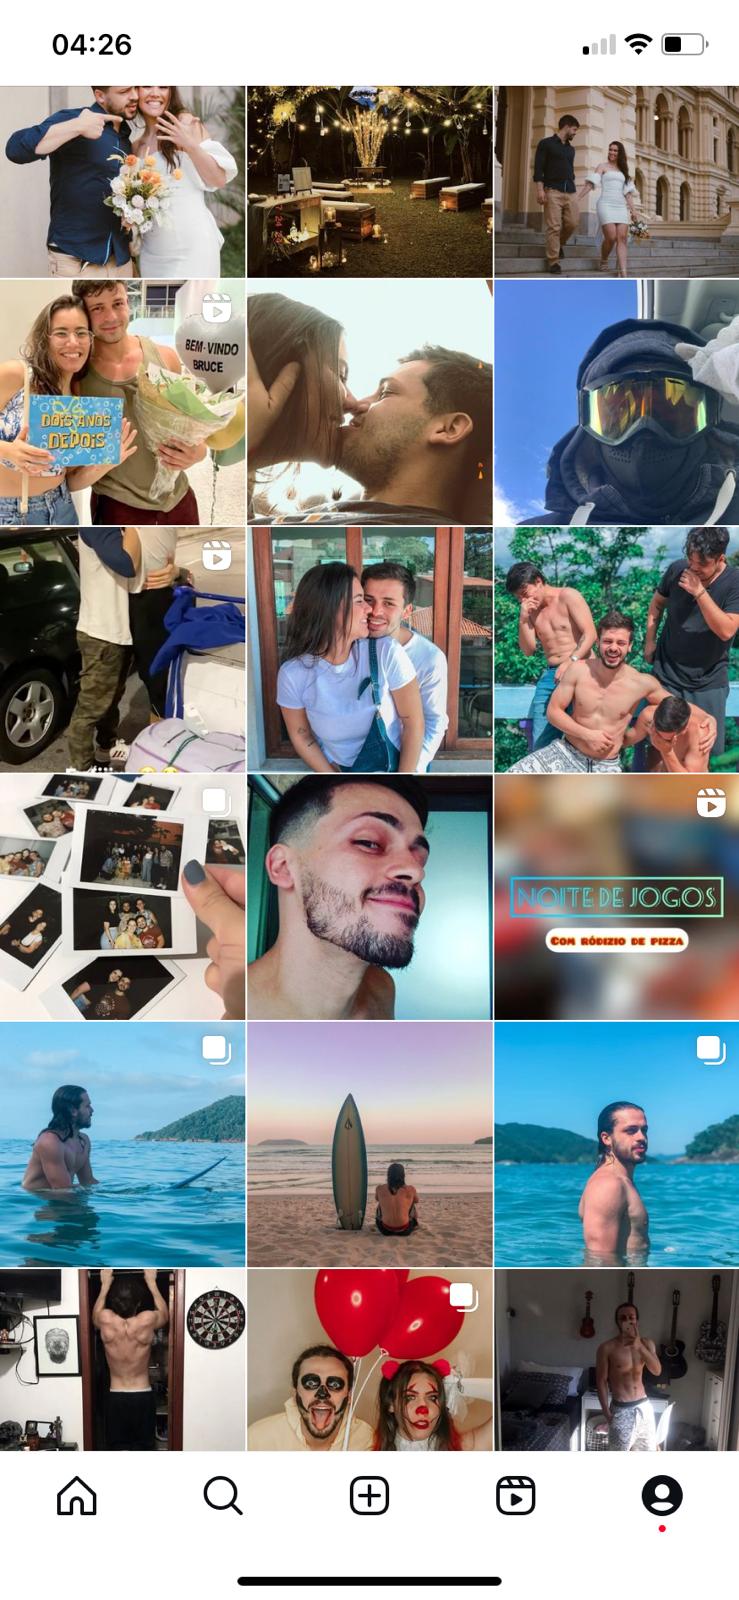 04:26
BEM-VINDO
BRUCE
DOIS ANOS
DEPOIS
NOITE DE JOGOS
COM RÓDIZIO DE PIZZA